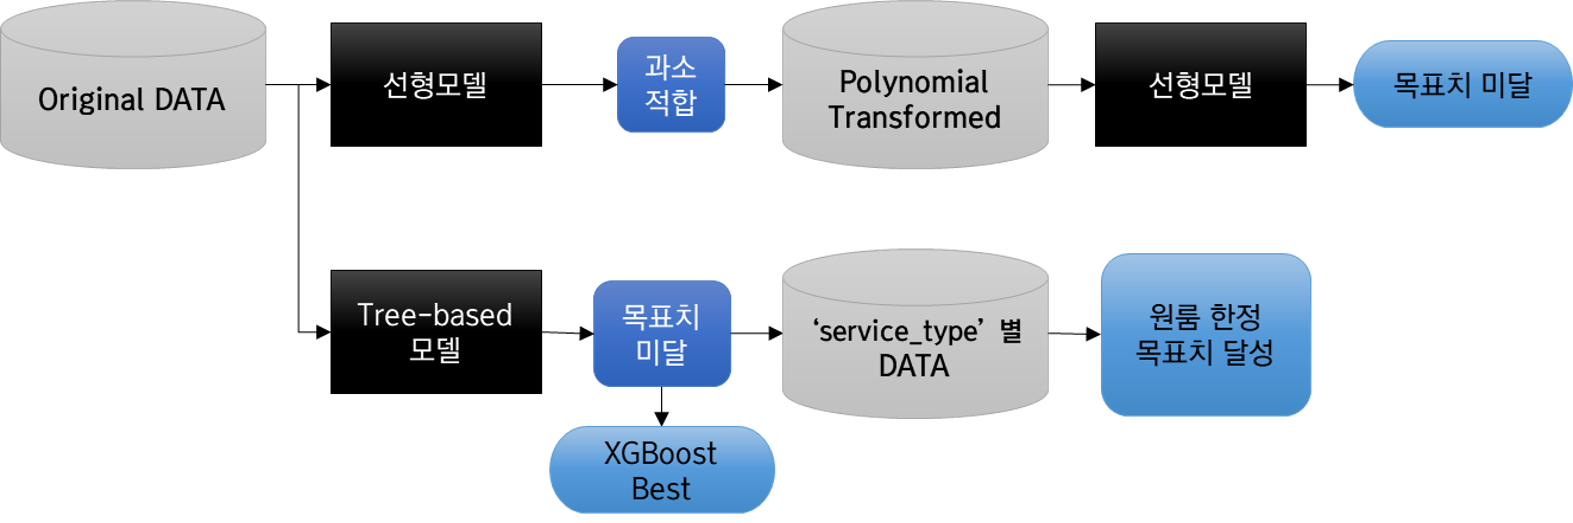 Original DATA
선형모델
과소
적합
Polynomial
Transformed
선형모델
목표치 미달
Tree-based
모델
목표치
미달
‘service_type’ 별
DATA
원룸 한정
목표치 달성
XGBoost
Best